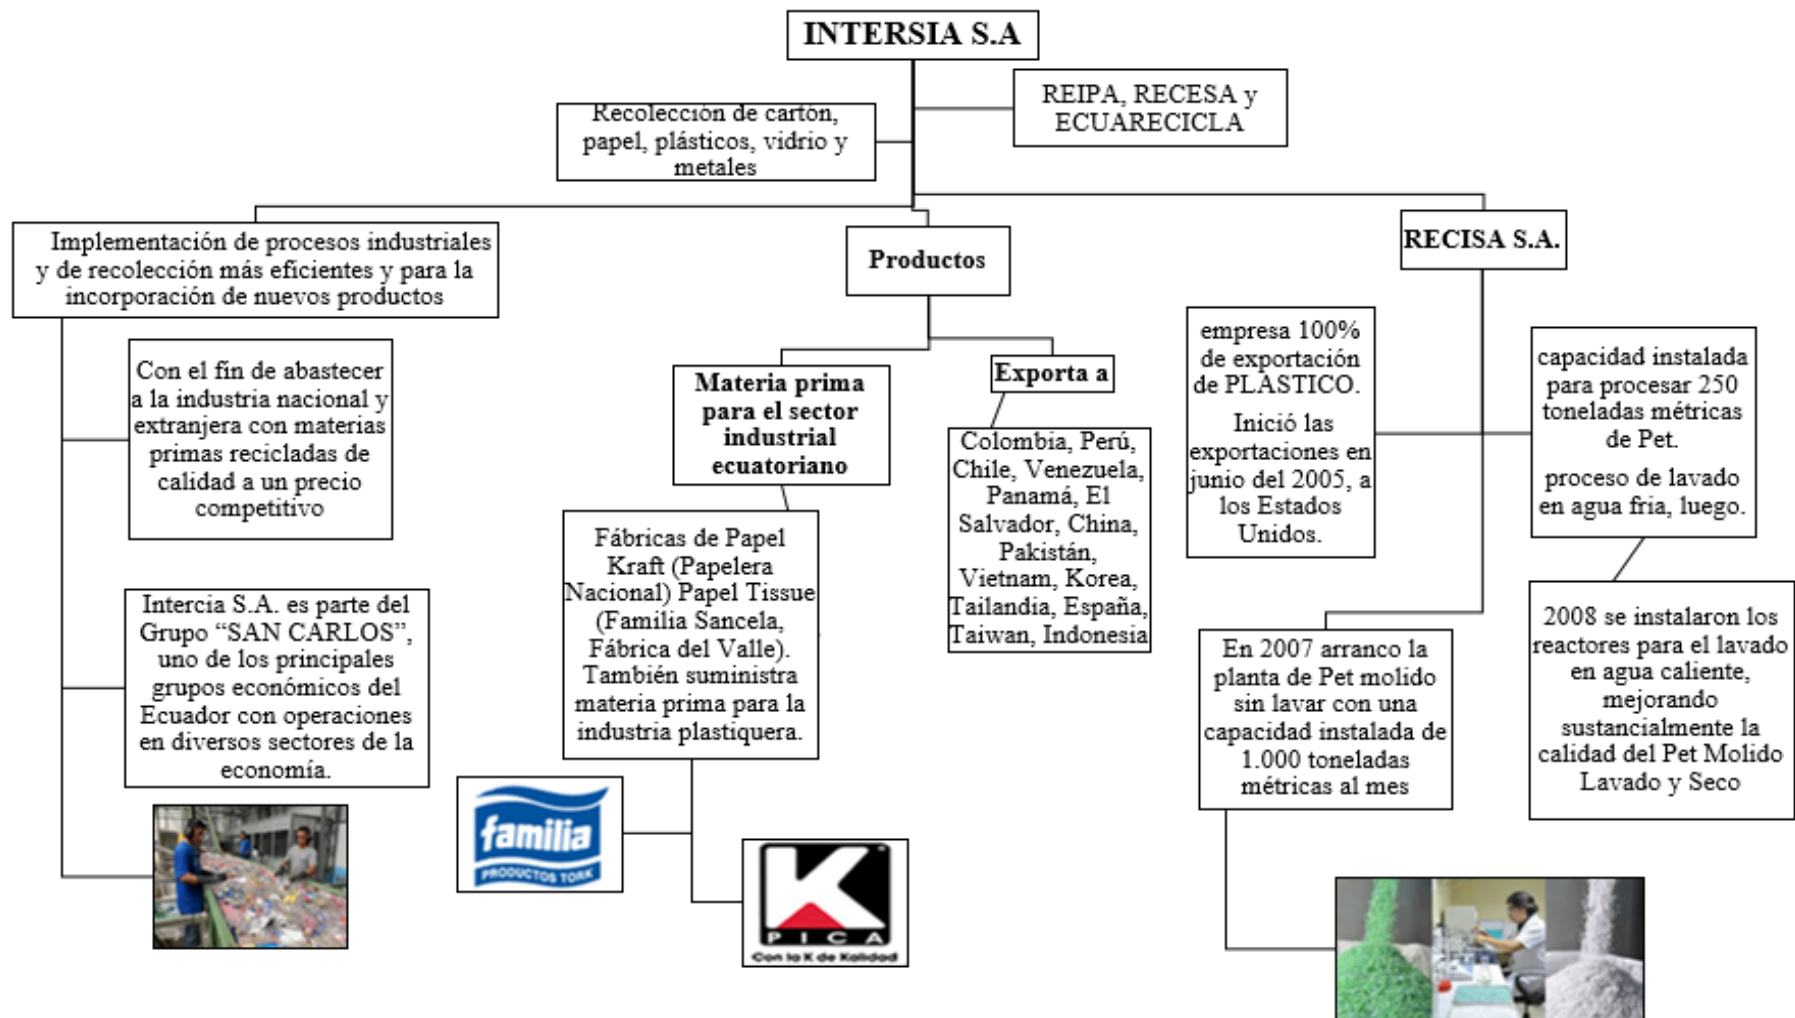 INTERSIA S.A
REIPA, RECESA y
ECUARECICLA
Recolección de cartón,
papel, plásticos, vidrio y
metales
Implementación de procesos industriales
y de recolección más eficientes y para la
incorporación de nuevos productos
Con el fin de abastecer
a la industria nacional y
extranjera con materias
primas recicladas de
calidad a un precio
competitivo
Intercia S.A. es parte del
Grupo “SAN CARLOS”,
uno de los principales
grupos económicos del
Ecuador con operaciones
en diversos sectores de la
economía.
Productos
Materia prima
para el sector
industrial
ecuatoriano
Fábricas de Papel
Kraft (Papelera
Nacional) Papel Tissue
(Familia Sancela,
Fábrica del Valle).
También suministra
materia prima para la
industria plastiquera.
familia
PRODUCTOS TORK
K
PICA
Con la K de Kalidad
Exporta a
Colombia, Perú,
Chile, Venezuela,
Panamá, El
Salvador, China,
Pakistán,
Vietnam, Korea,
Tailandia, España,
Taiwan, Indonesia
RECISA S.A.
empresa 100%
de exportación
de PLASTICO.
Inició las
exportaciones en
junio del 2005, a
los Estados
Unidos.
capacidad instalada
para procesar 250
toneladas métricas
de Pet.
proceso de lavado
en agua fria, luego.
2008 se instalaron los
reactores para el lavado
en agua caliente,
mejorando
sustancialmente la
calidad del Pet Molido
Lavado y Seco
En 2007 arranco la
planta de Pet molido
sin lavar con una
capacidad instalada de
1.000 toneladas
métricas al mes